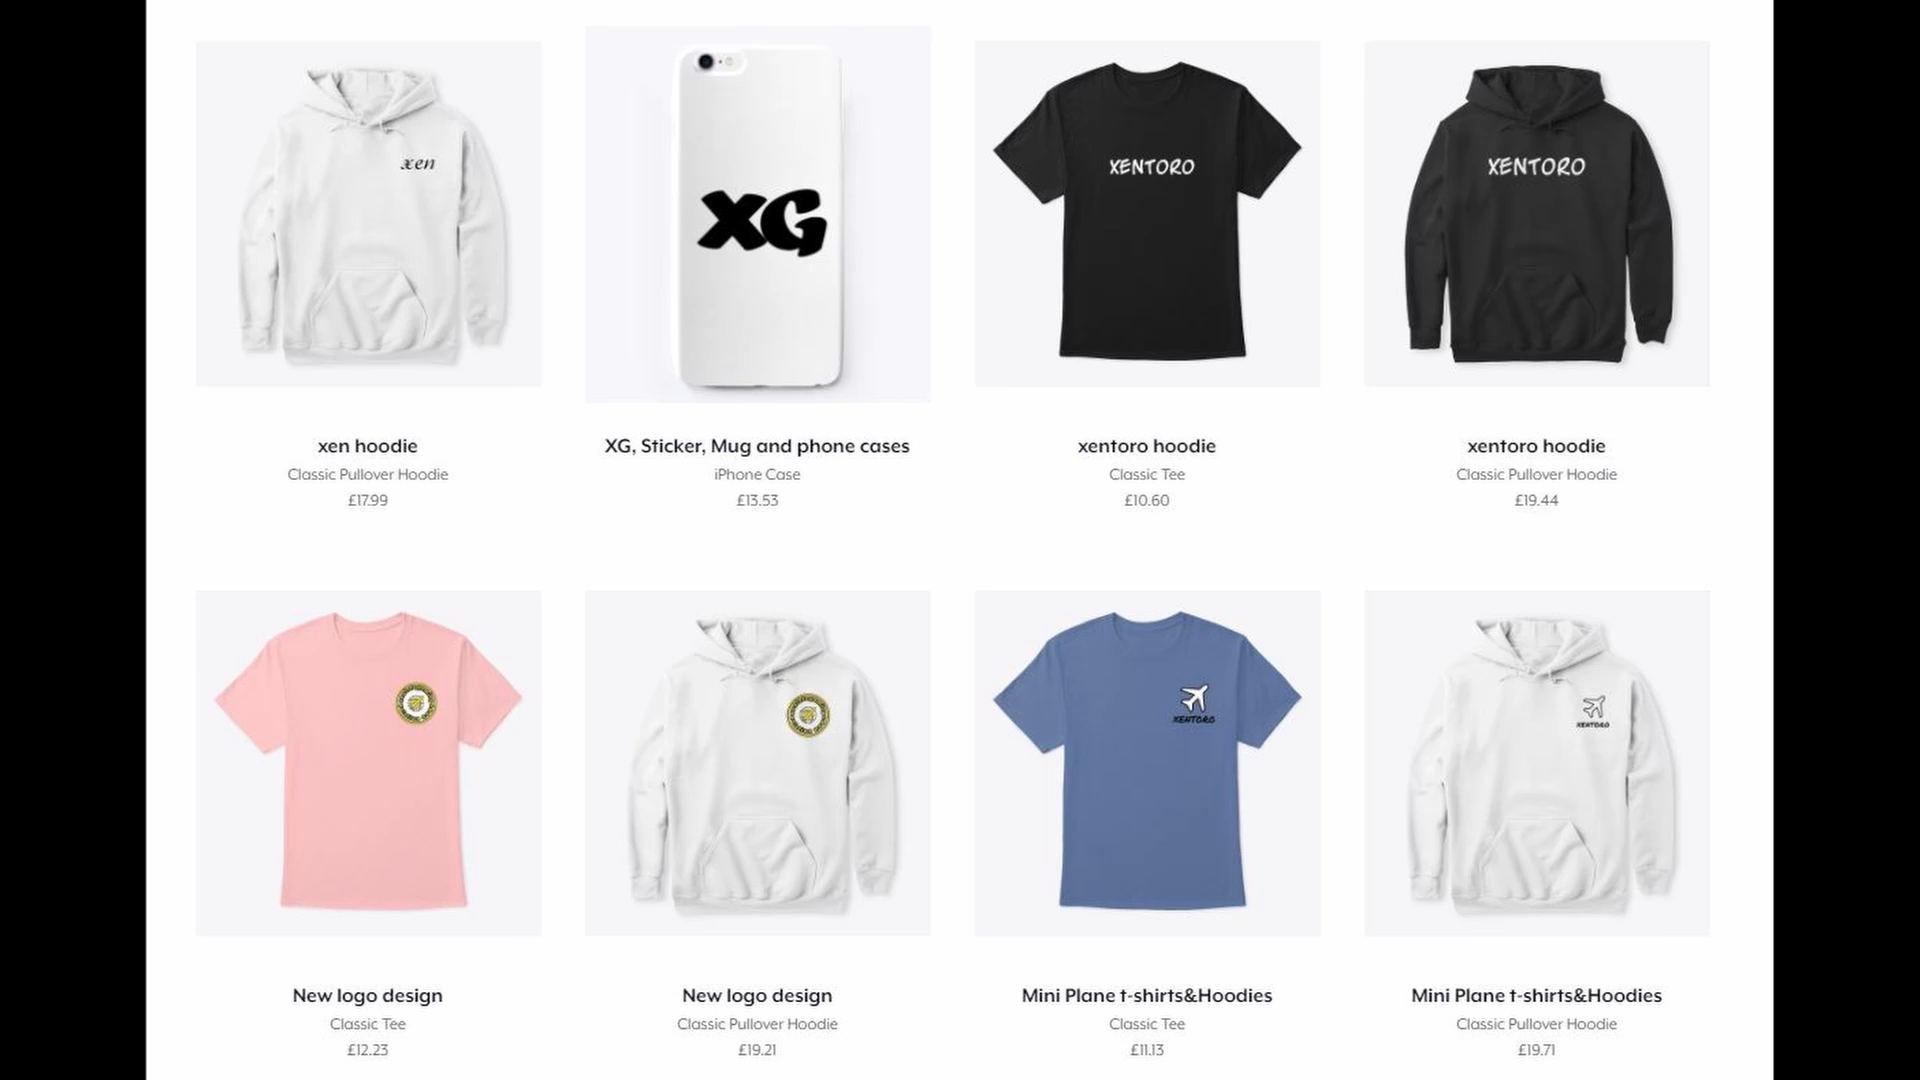 xen
XG
XENTORO
XENTORO
xen hoodie
Classic Pullover Hoodie
£17.99
XG, Sticker, Mug and phone cases
iPhone Case
£13.53
xentoro hoodie
Classic Tee
£10.60
xentoro hoodie
Classic Pullover Hoodie
£19.44
XENTORO
XENTORO
New logo design
Classic Tee
£12.23
New logo design
Classic Pullover Hoodie
£19.21
Mini Plane t-shirts&Hoodies
Classic Tee
£11.13
Mini Plane t-shirts&Hoodies
Classic Pullover Hoodie
£19.71